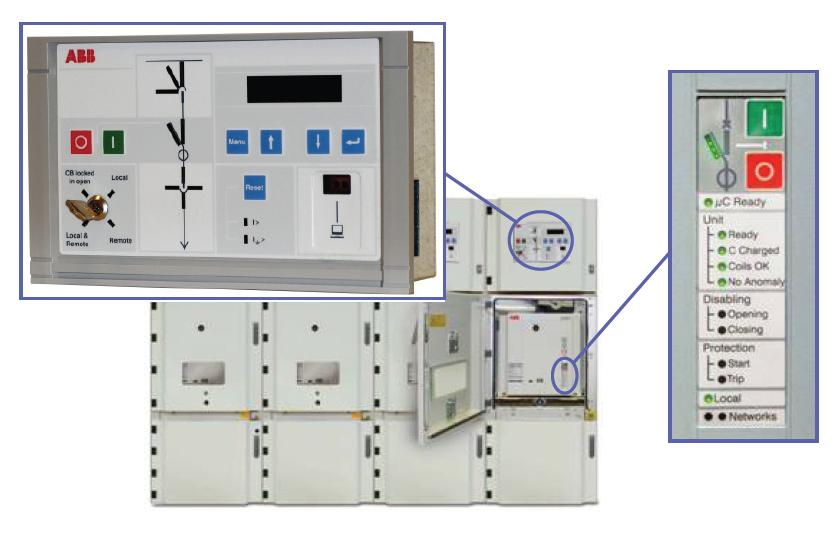 ABB
Menu
CB locked
in open
Local
Local &
Remote
Remote
Reset
I>
ABB
µC Ready
Unit
Ready
C Charged
Coils OK
No Anomaly
Disabling
Opening
Closing
Protection
Start
Trip
Local
Networks